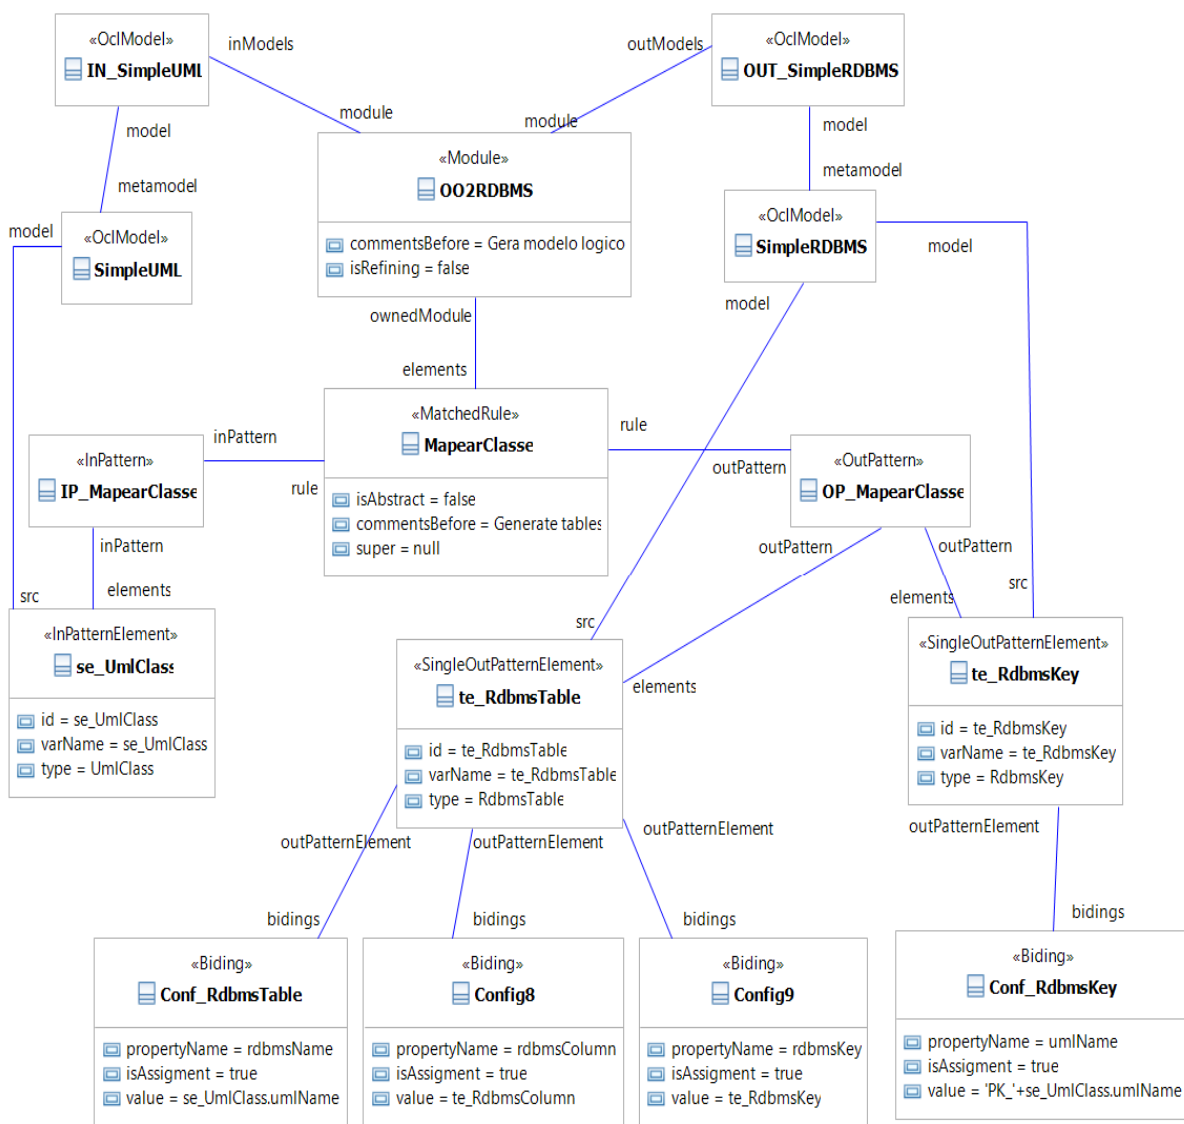 «OclModel»
IN_SimpleUML
inModels
outModels
«OclModel»
OUT_SimpleRDBMS
module
module
model
metamodel
model
metamodel
«Module»
OO2RDBMS
commentsBefore = Gera modelo logico
isRefining = false
model
«OclModel»
SimpleUML
«OclModel»
SimpleRDBMS
model
model
ownedModule
elements
«MatchedRule»
MapearClasse
isAbstract = false
commentsBefore = Generate tables
super = null
inPattern
rule
rule
outPattern
«InPattern»
IP_MapearClasse
«OutPattern»
OP_MapearClasse
inPattern
elements
src
outPattern
outPattern
elements
src
src
elements
«InPatternElement»
se_UmlClass
id = se_UmlClass
varName = se_UmlClass
type = UmlClass
«SingleOutPatternElement»
te_RdbmsTable
id = te_RdbmsTable
varName = te_RdbmsTable
type = RdbmsTable
«SingleOutPatternElement»
te_RdbmsKey
id = te_RdbmsKey
varName = te_RdbmsKey
type = RdbmsKey
outPatternElement
outPatternElement
outPatternElement
outPatternElement
bidings
bidings
bidings
bidings
«Biding»
Conf_RdbmsTable
propertyName = rdbmsName
isAssigment = true
value = se_UmlClass.umlName
«Biding»
Config8
propertyName = rdbmsColumn
isAssigment = true
value = te_RdbmsColumn
«Biding»
Config9
propertyName = rdbmsKey
isAssigment = true
value = te_RdbmsKey
«Biding»
Conf_RdbmsKey
propertyName = umlName
isAssigment = true
value = 'PK_'+se_UmlClass.umlName